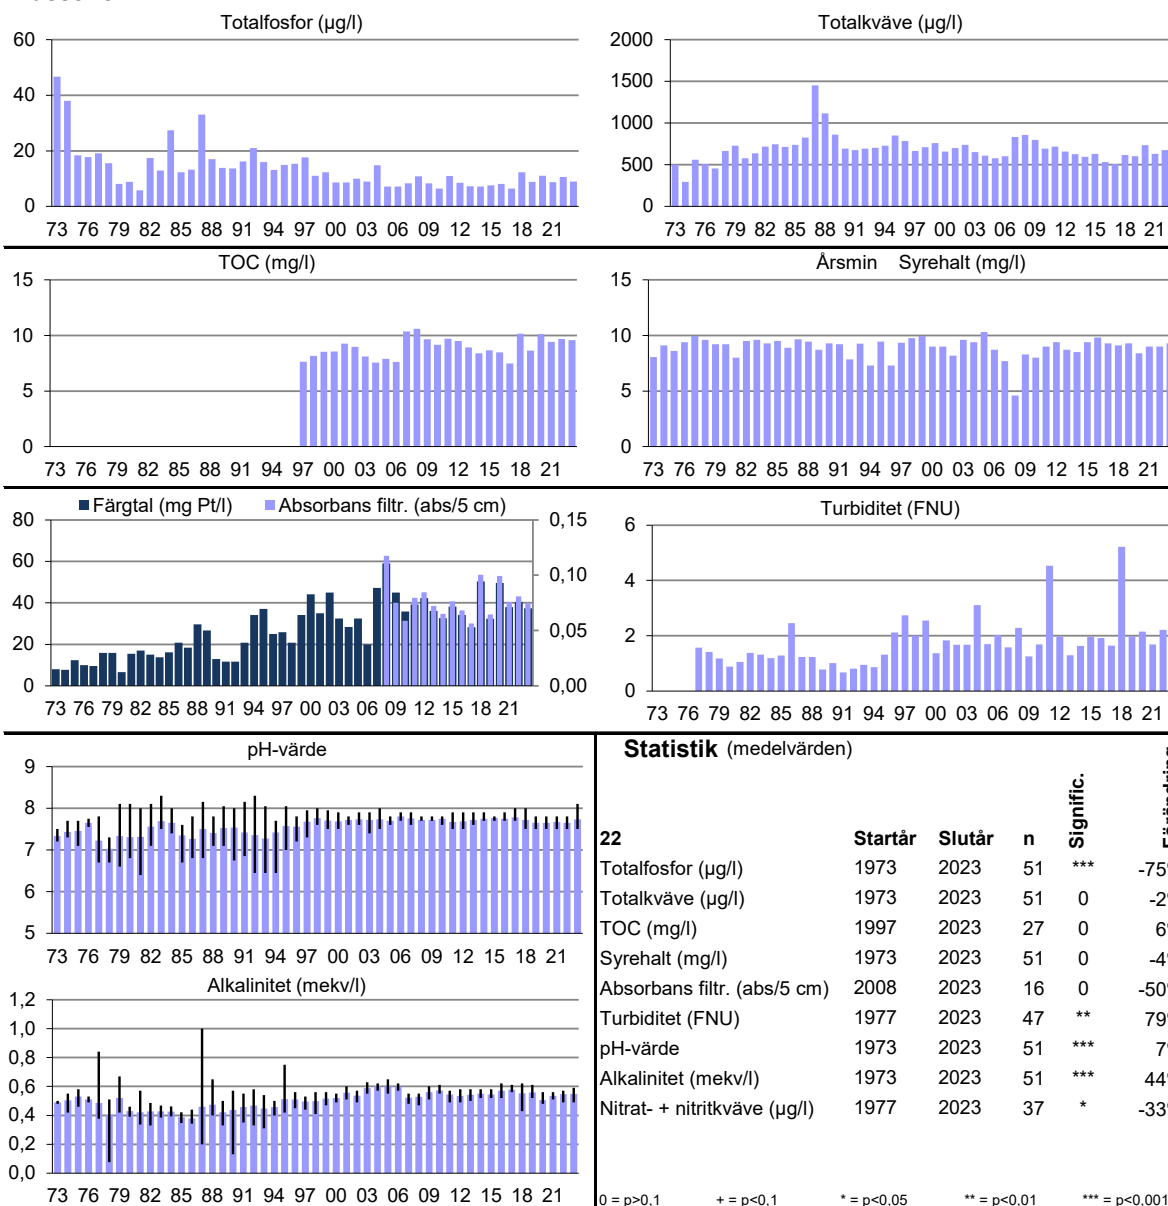 Totalfosfor (µg/l)
60
40
20
0
73 76 79 82 85 88 91 94 97 00 03 06 09 12 15 18 21
Totalkväve (µg/l)
2000
1500
1000
500
0
73 76 79 82 85 88 91 94 97 00 03 06 09 12 15 18 21
TOC (mg/l)
15
10
5
0
73 76 79 82 85 88 91 94 97 00 03 06 09 12 15 18 21
Årsmin Syrehalt (mg/l)
15
10
5
0
73 76 79 82 85 88 91 94 97 00 03 06 09 12 15 18 21
Färgtal (mg Pt/l) Absorbans filtr. (abs/5 cm)
80 0,15
60
0,10
40
0,05
20
0 0,00
73 76 79 82 85 88 91 94 97 00 03 06 09 12 15 18 21
Turbiditet (FNU)
6
4
2
0
73 76 78 82 85 88 91 94 97 00 03 06 09 12 15 18 21
pH-värde
9
8
7
6
5
73 76 79 82 85 88 91 94 97 00 03 06 09 12 15 18 21
Alkalinitet (mekv/l)
1,2
1,0
0,8
0,6
0,4
0,2
0,0
73 76 79 82 85 88 91 94 97 00 03 06 09 12 15 18 21
Statistik (medelvärden)
22 Startår Slutår n Signific.
Totalfosfor (µg/l) 1973 2023 51 *** -75
Totalkväve (µg/l) 1973 2023 51 0 -2
TOC (mg/l) 1997 2023 27 0 6
Syrehalt (mg/l) 1973 2023 51 0 -4
Absorbans filtr. (abs/5 cm) 2008 2023 16 0 -50
Turbiditet (FNU) 1977 2023 47 ** 79
pH-värde 1973 2023 51 *** 7
Alkalinitet (mekv/l) 1973 2023 51 *** 44
Nitrat- + nitritkväve (µg/l) 1977 2023 37 * -33
0 = p>0,1 + = p<0,1 * = p<0,05 ** = p<0,01 *** = p<0,001